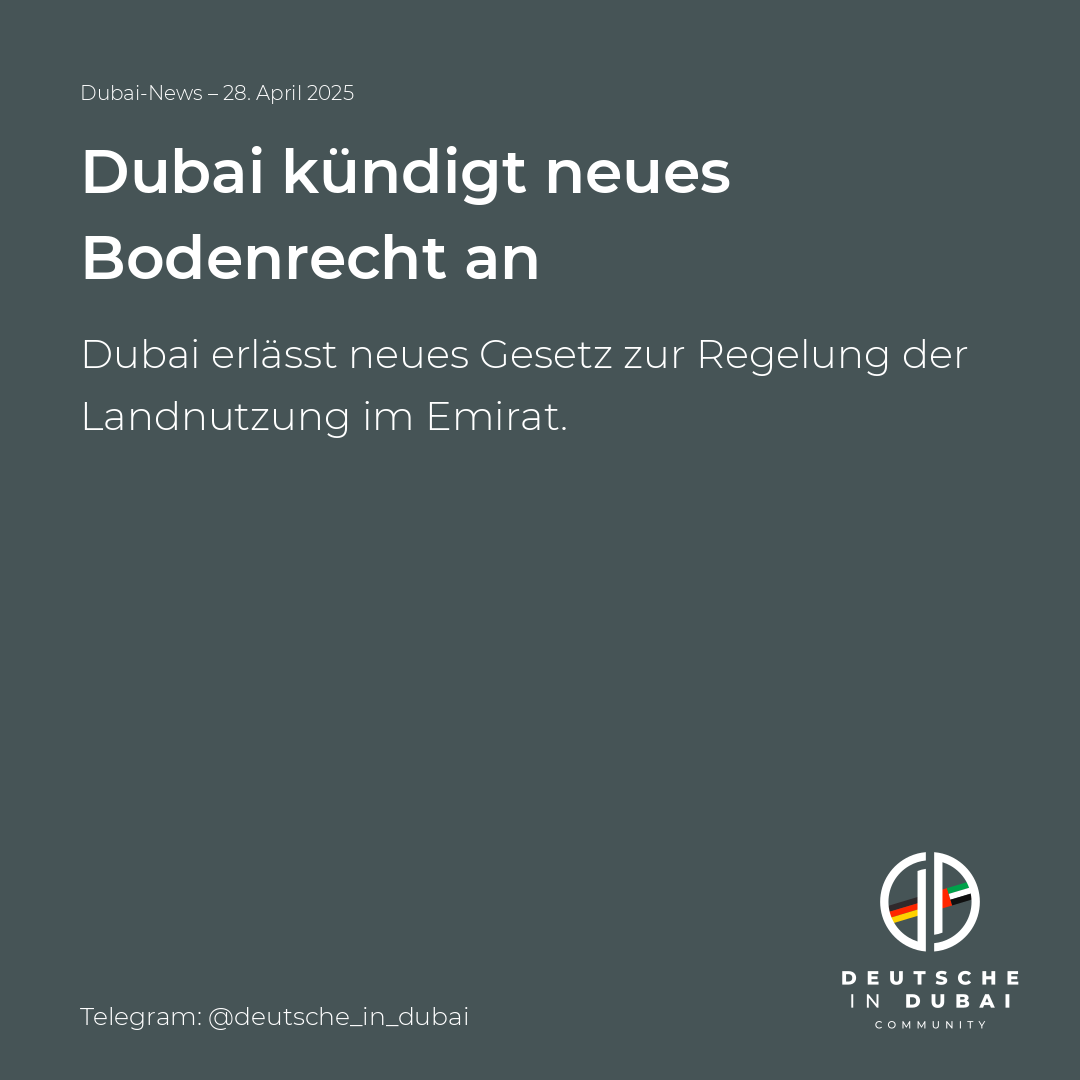 Dubai-News – 28. April 2025
Dubai kündigt neues
Bodenrecht an
Dubai erlässt neues Gesetz zur Regelung der
Landnutzung im Emirat.
DEUTSCHE
IN DUBAI
COMMUNITY
Telegram: @deutsche_in_dubai